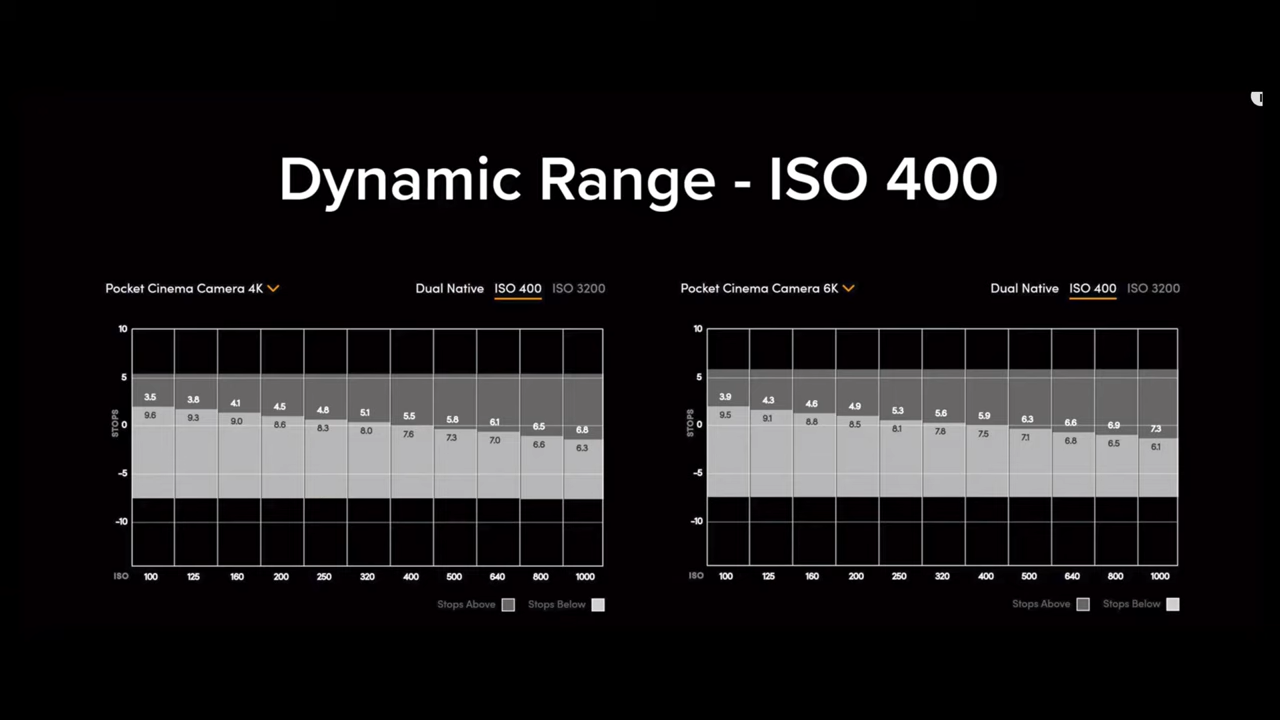 Dynamic Range - ISO 400
Pocket Cinema Camera 4K
Dual Native ISO 400 ISO 3200
10
5
0
-5
-10
STOPS
3.5 3.8 4.1 4.5 4.8 5.1 5.5 5.8 6.1 6.5 6.8
9.6 9.3 9.0 8.6 8.3 8.0 7.6 7.3 7.0 6.6 6.3
ISO 100 125 160 200 250 320 400 500 640 800 1000
Stops Above Stops Below
Pocket Cinema Camera 6K
Dual Native ISO 400 ISO 3200
10
5
0
-5
-10
STOPS
3.9 4.3 4.6 4.9 5.3 5.6 5.9 6.3 6.6 6.9 7.3
9.5 9.1 8.8 8.5 8.1 7.8 7.5 7.1 6.8 6.5 6.1
ISO 100 125 160 200 250 320 400 500 640 800 1000
Stops Above Stops Below